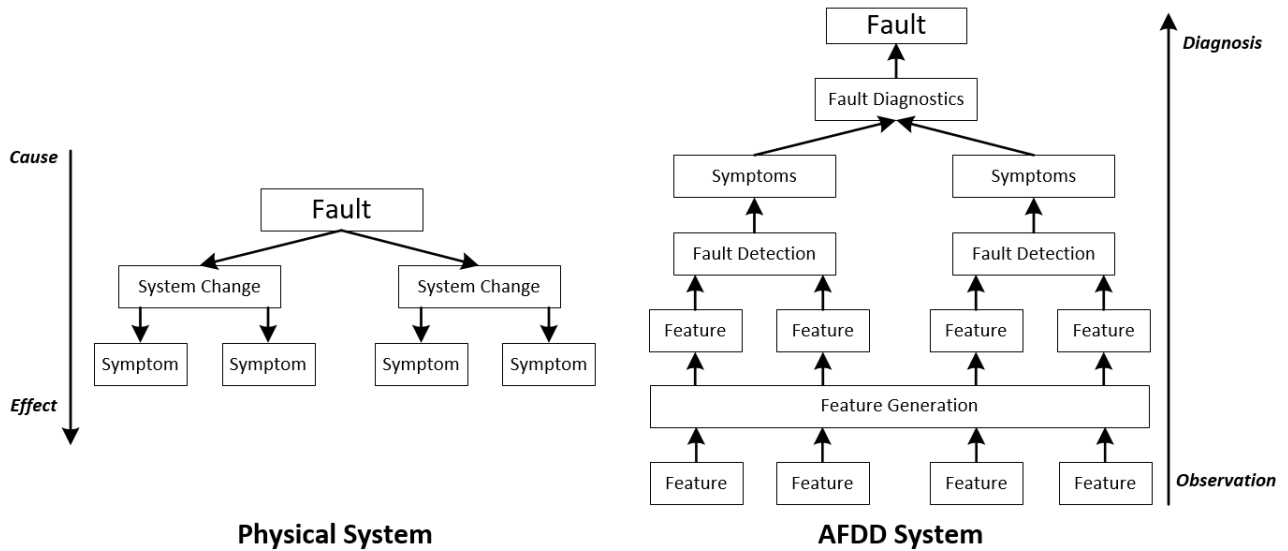 Cause
Fault
System Change
System Change
Symptom
Symptom
Symptom
Symptom
Effect
Physical System
Fault
Diagnosis
Fault Diagnostics
Symptoms
Symptoms
Fault Detection
Fault Detection
Feature
Feature
Feature
Feature
Feature Generation
Feature
Feature
Feature
Feature
Observation
AFDD System